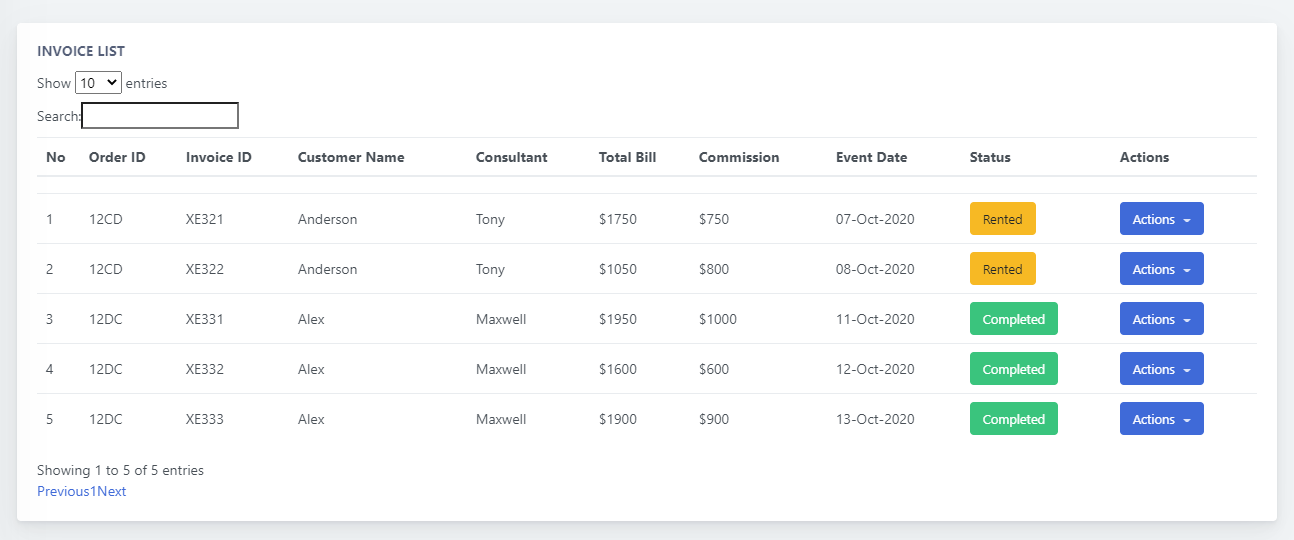 INVOICE LIST
Show 10 entries
Search:
No Order ID Invoice ID Customer Name Consultant Total Bill Commission Event Date Status Actions
1 12CD XE321 Anderson Tony $1750 $750 07-Oct-2020 Rented Actions
2 12CD XE322 Anderson Tony $1050 $800 08-Oct-2020 Rented Actions
3 12DC XE331 Alex Maxwell $1950 $1000 11-Oct-2020 Completed Actions
4 12DC XE332 Alex Maxwell $1600 $600 12-Oct-2020 Completed Actions
5 12DC XE333 Alex Maxwell $1900 $900 13-Oct-2020 Completed Actions
Showing 1 to 5 of 5 entries
Previous1Next